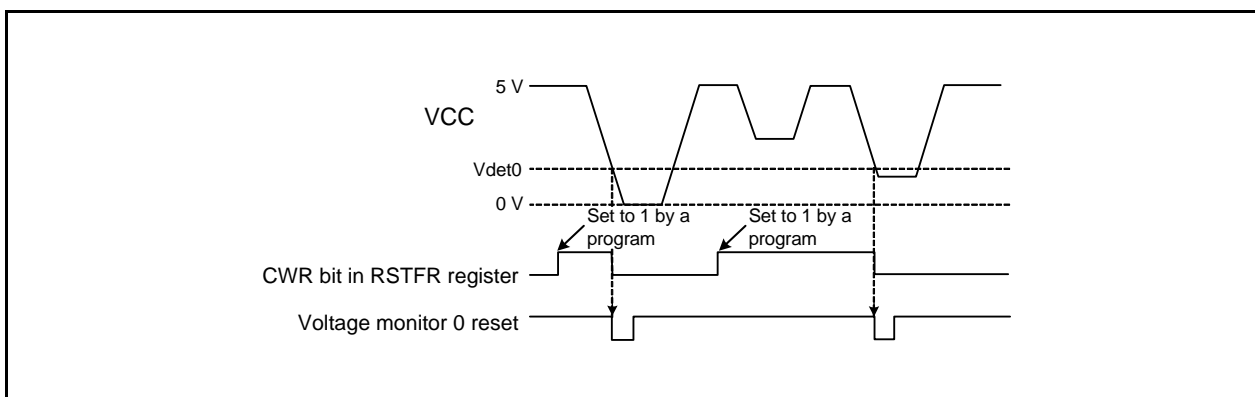 5 V
VCC
Vdet0
0 V
Set to 1 by a
program
Set to 1 by a
program
CWR bit in RSTFR register
Voltage monitor 0 reset